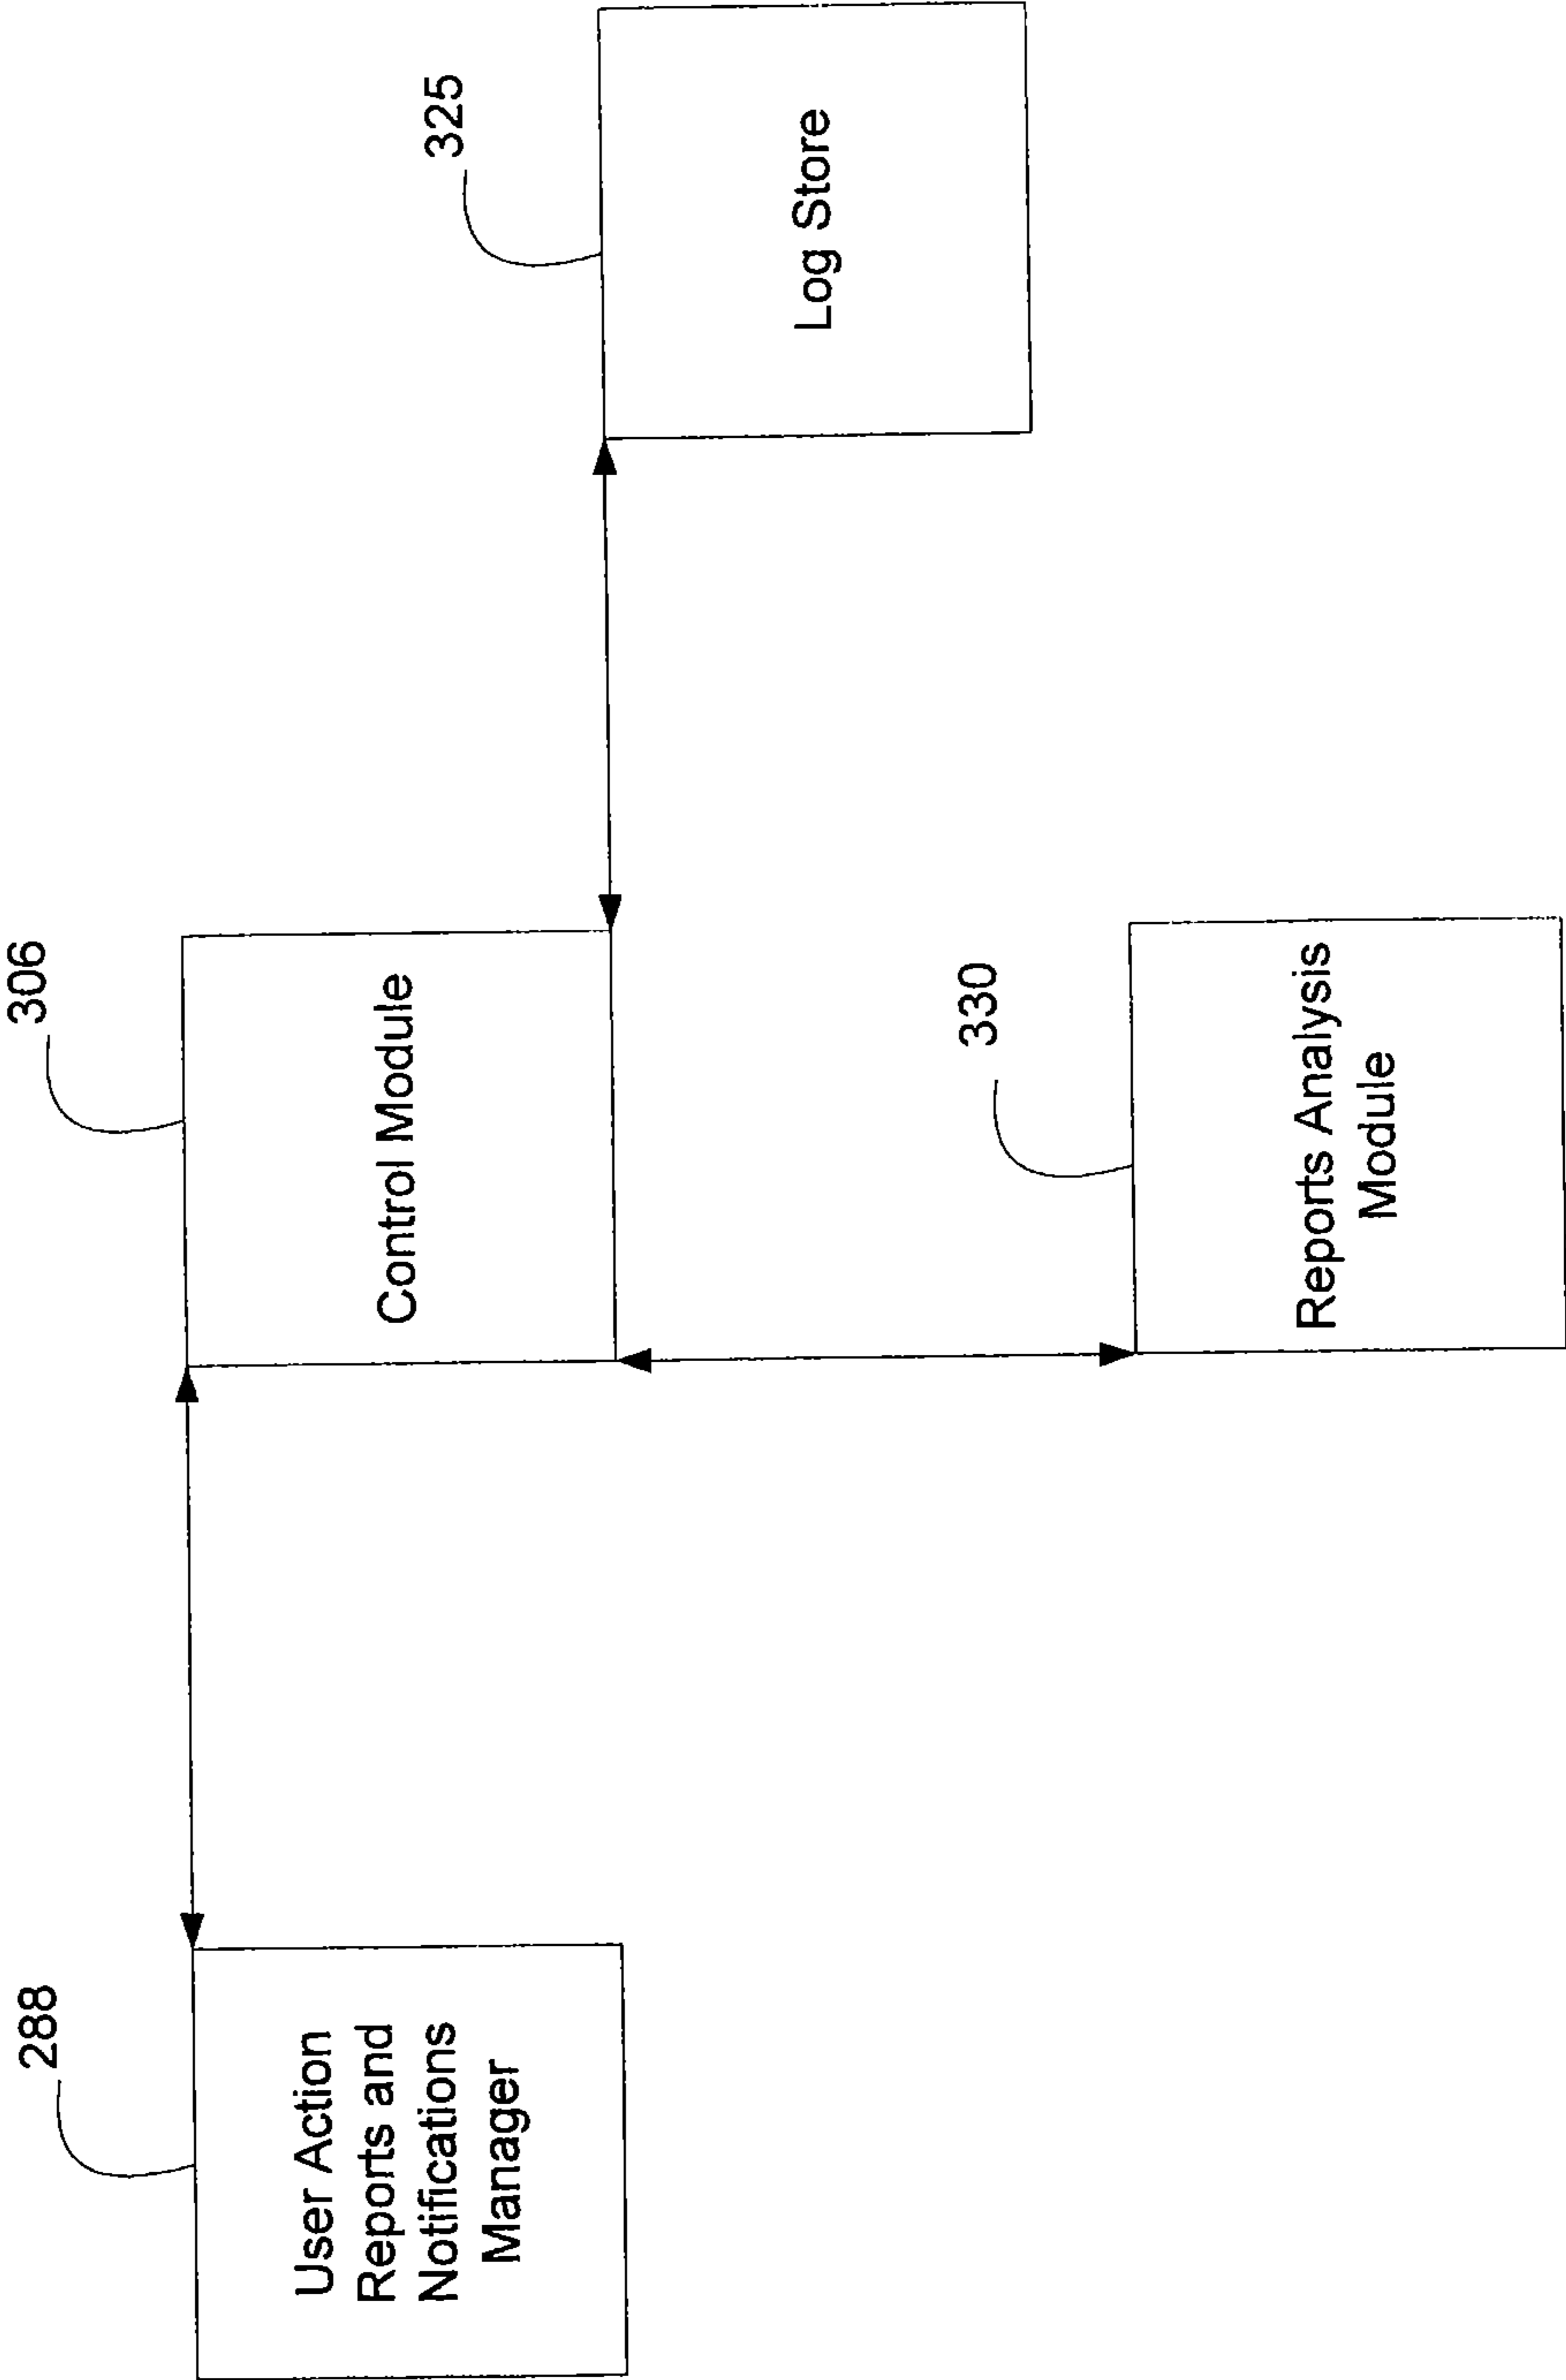 288
User Action
Reports and
Notifications
Manager
306
Control Module
330
Reports Analysis
Module
325
Log Store